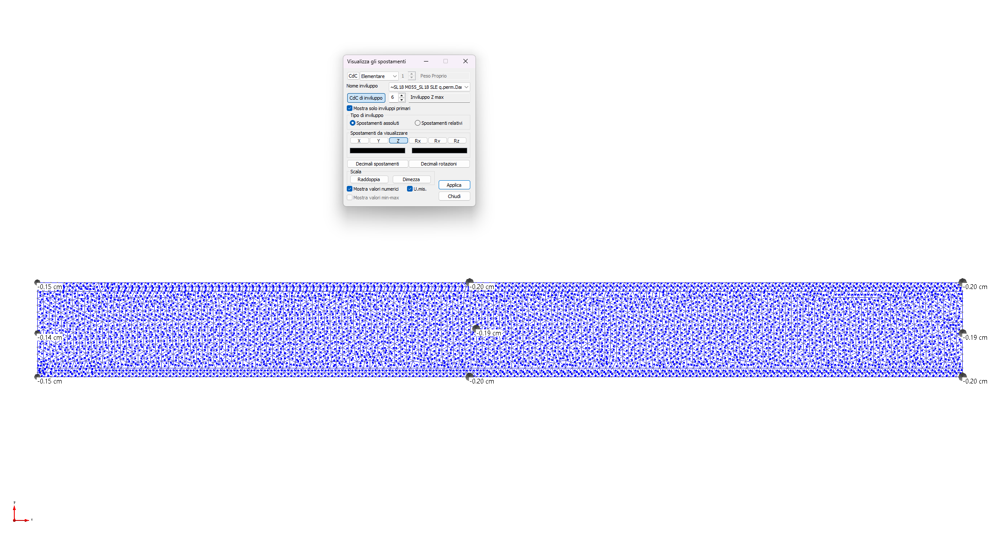 Visualizza gli spostamenti
CdC Elementare 1 Peso Proprio
Nome inviluppo ~SL18 M055_SL18 SLE q.perm.Dai
CdC di inviluppo 6 Inviluppo Z max
Mostra solo inviluppi primari
Tipo di inviluppo
Spostamenti assoluti Spostamenti relativi
Spostamenti da visualizzare
X Y Z Rx Ry Rz
Decimali spostamenti Decimali rotazioni
Scala
Raddoppia Dimezza
Applica
Mostra valori numerici U.mis.
Chiudi
Mostra valori min-max
-0.15 cm -0.20 cm -0.20 cm
-0.14 cm -0.19 cm -0.19 cm
-0.15 cm -0.20 cm -0.20 cm
y
x